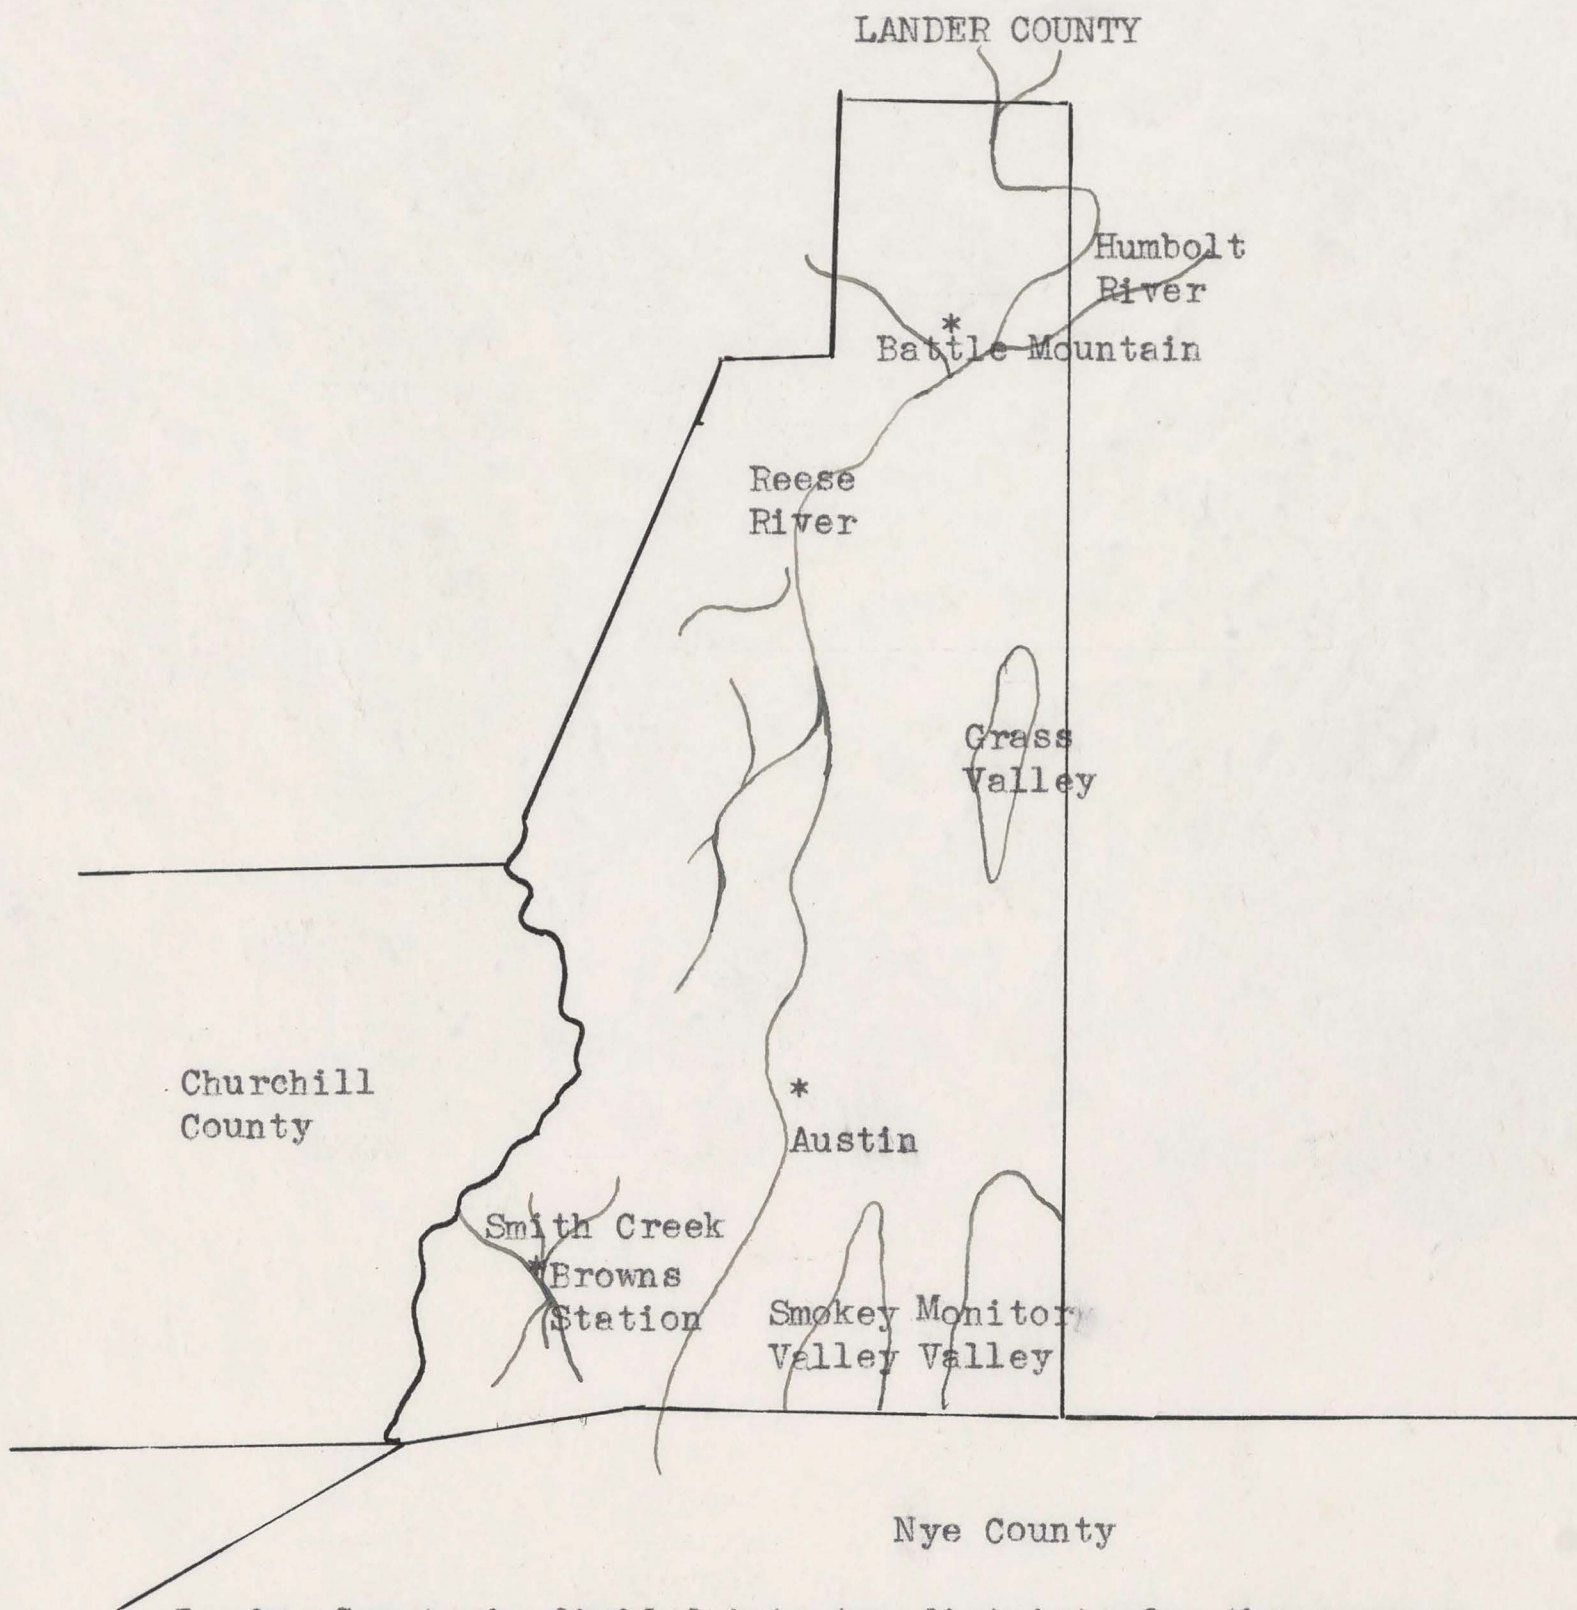 LANDER COUNTY
Humbolt
River
*
Battle Mountain
Reese
River
Grass
Valley
Churchill
County
*
Austin
Smith Creek
*Browns
Station
Smokey
Valley
Monitor
Valley
Nye County